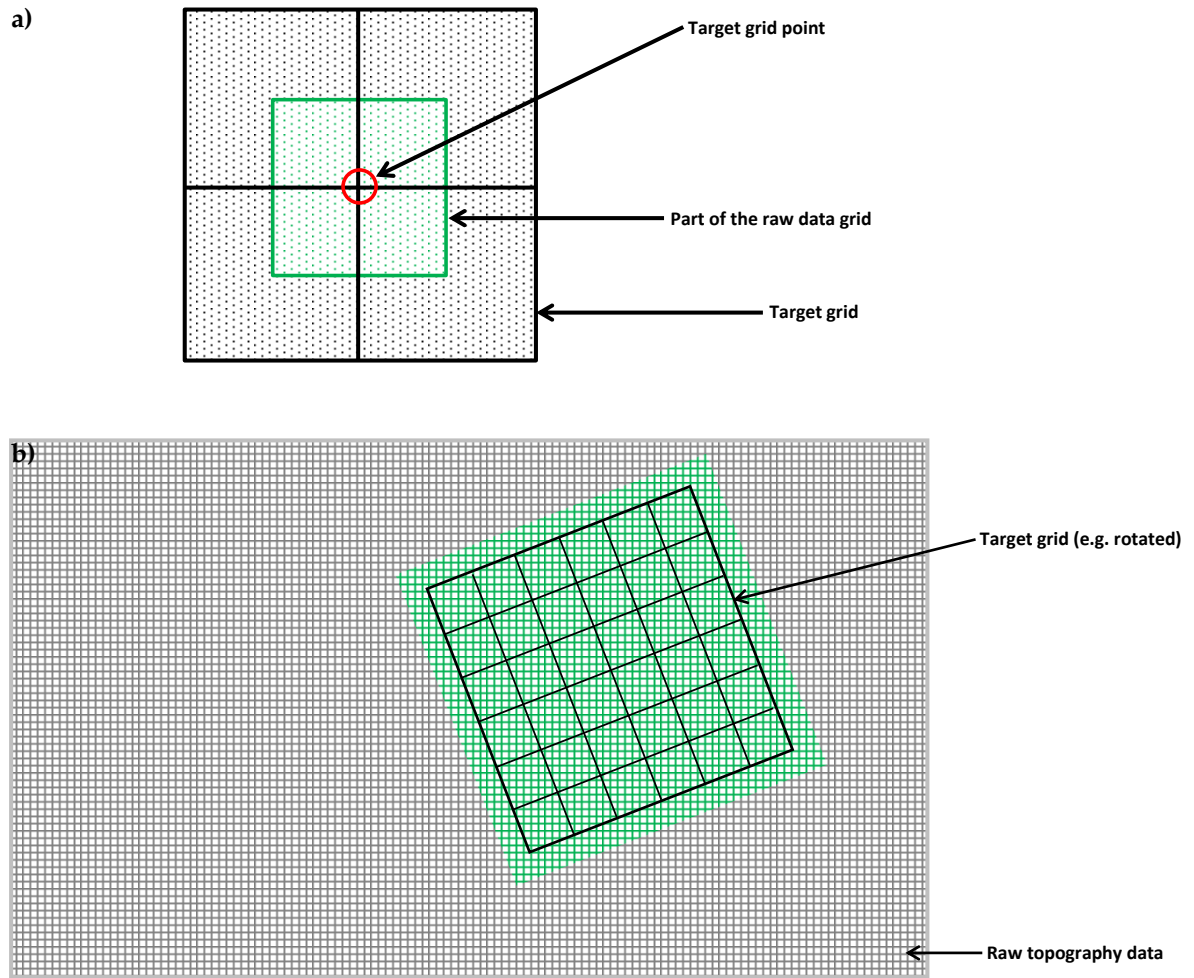 a)
Target grid point
Part of the raw data grid
Target grid
b)
Target grid (e.g. rotated)
Raw topography data